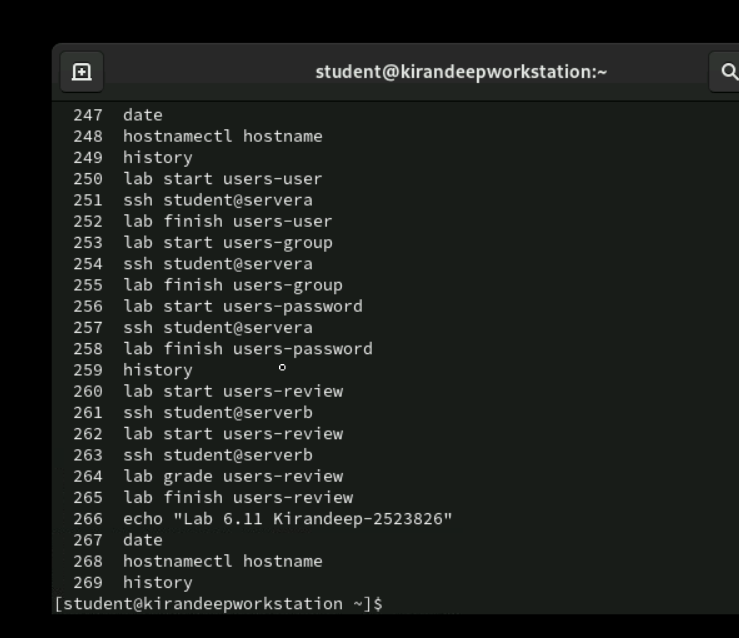 student@kirandeepworkstation:~
247 date
248 hostnamectl hostname
249 history
250 lab start users-user
251 ssh student@servera
252 lab finish users-user
253 lab start users-group
254 ssh student@servera
255 lab finish users-group
256 lab start users-password
257 ssh student@servera
258 lab finish users-password
259 history
260 lab start users-review
261 ssh student@serverb
262 lab start users-review
263 ssh student@serverb
264 lab grade users-review
265 lab finish users-review
266 echo "Lab 6.11 Kirandeep-2523826"
267 date
268 hostnamectl hostname
269 history
[student@kirandeepworkstation ~]$